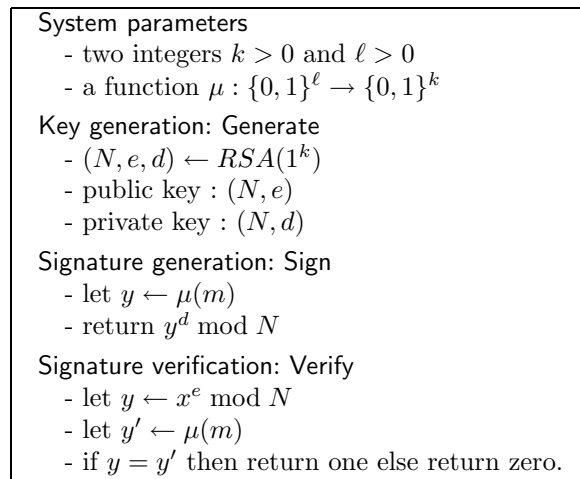 System parameters
- two integers k > 0 and ℓ > 0
- a function μ : {0, 1}^ℓ → {0, 1}^k
Key generation: Generate
- (N, e, d) ← RSA(1^k)
- public key : (N, e)
- private key : (N, d)
Signature generation: Sign
- let y ← μ(m)
- return y^d mod N
Signature verification: Verify
- let y ← x^e mod N
- let y′ ← μ(m)
- if y = y′ then return one else return zero.